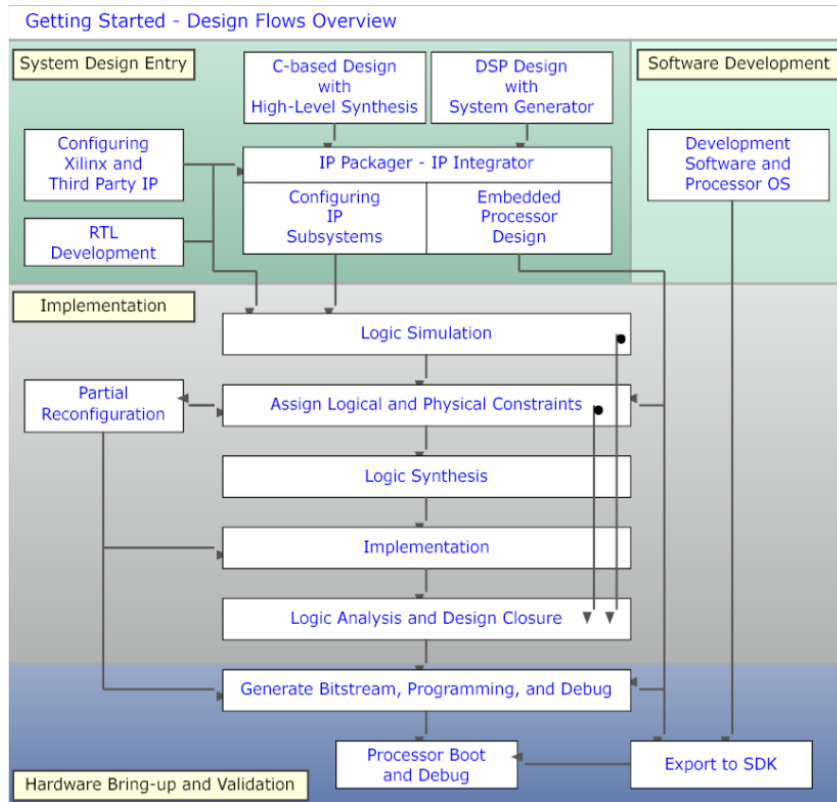 Getting Started - Design Flows Overview
System Design Entry
C-based Design
with
High-Level Synthesis
DSP Design
with
System Generator
Software Development
Configuring
Xilinx and
Third Party IP
IP Packager - IP Integrator
Development
Software and
Processor OS
Configuring
IP
Subsystems
Embedded
Processor
Design
RTL
Development
Implementation
Logic Simulation
Partial
Reconfiguration
Assign Logical and Physical Constraints
Logic Synthesis
Implementation
Logic Analysis and Design Closure
Generate Bitstream, Programming, and Debug
Processor Boot
and Debug
Export to SDK
Hardware Bring-up and Validation